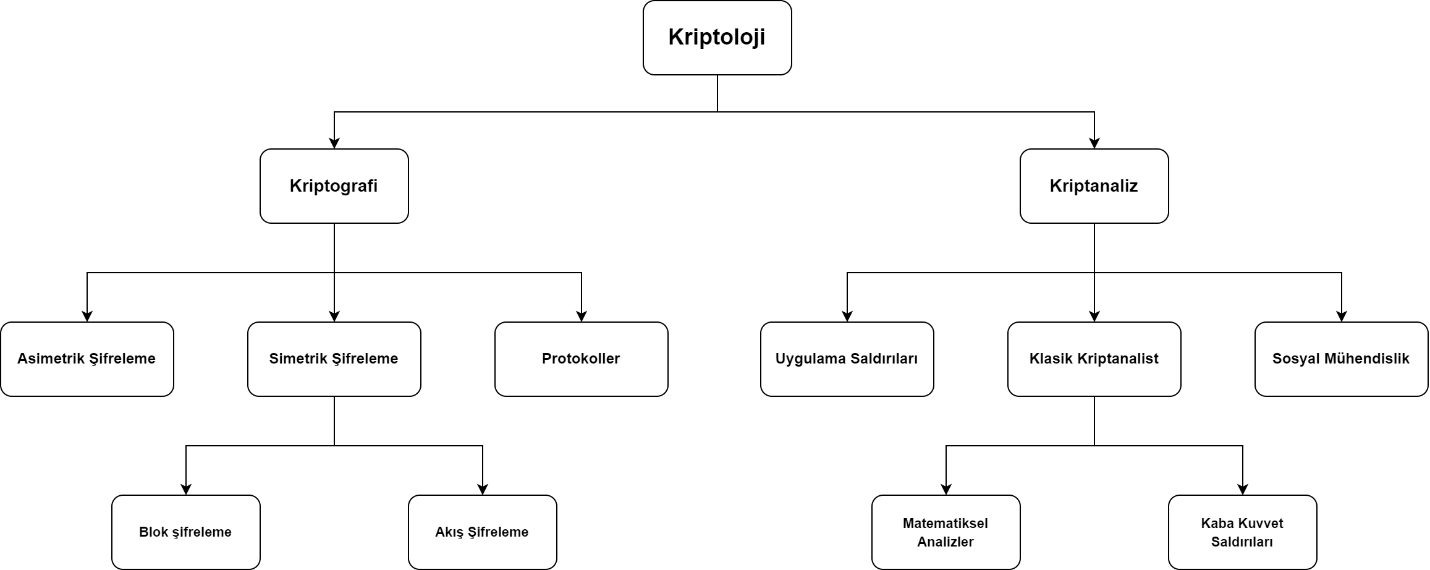 Kriptoloji
Kriptografi
Kriptanaliz
Asimetrik Şifreleme
Simetrik Şifreleme
Protokoller
Uygulama Saldırıları
Klasik Kriptanalist
Sosyal Mühendislik
Blok şifreleme
Akış Şifreleme
Matematiksel
Analizler
Kaba Kuvvet
Saldırıları